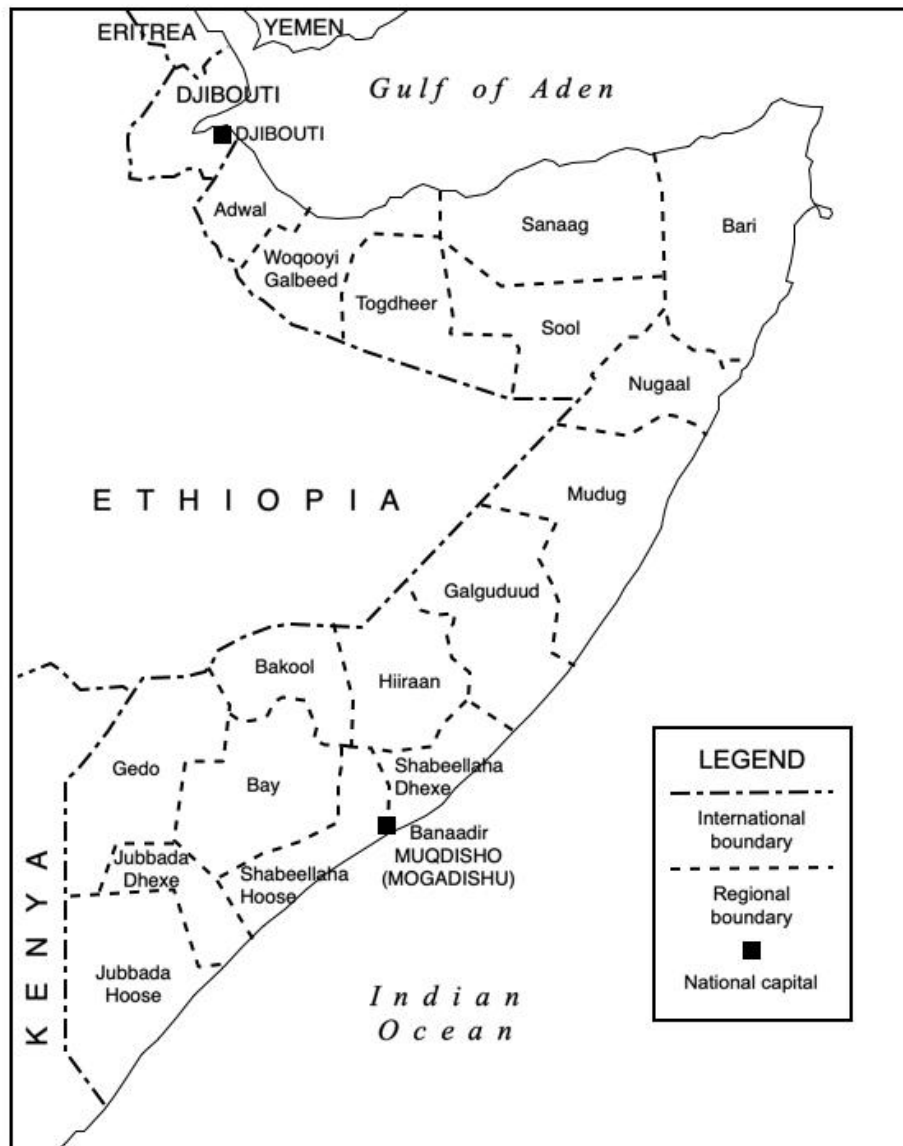 ERITREA
YEMEN
DJIBOUTI
Gulf of Aden
DJIBOUTI
Adwal
Sanaag
Bari
Woqooyi
Galbeed
Togdheer
Sool
Nugaal
ETHIOPIA
Mudug
Galguduud
Bakool
Hiiraan
Gedo
Bay
Shabeellaha
Dhexe
Banaadir
MUQDISHO
(MOGADISHU)
Jubbada
Dhexe
Shabeellaha
Hoose
KENYA
Jubbada
Hoose
Indian
Ocean
LEGEND
International
boundary
Regional
boundary
National capital